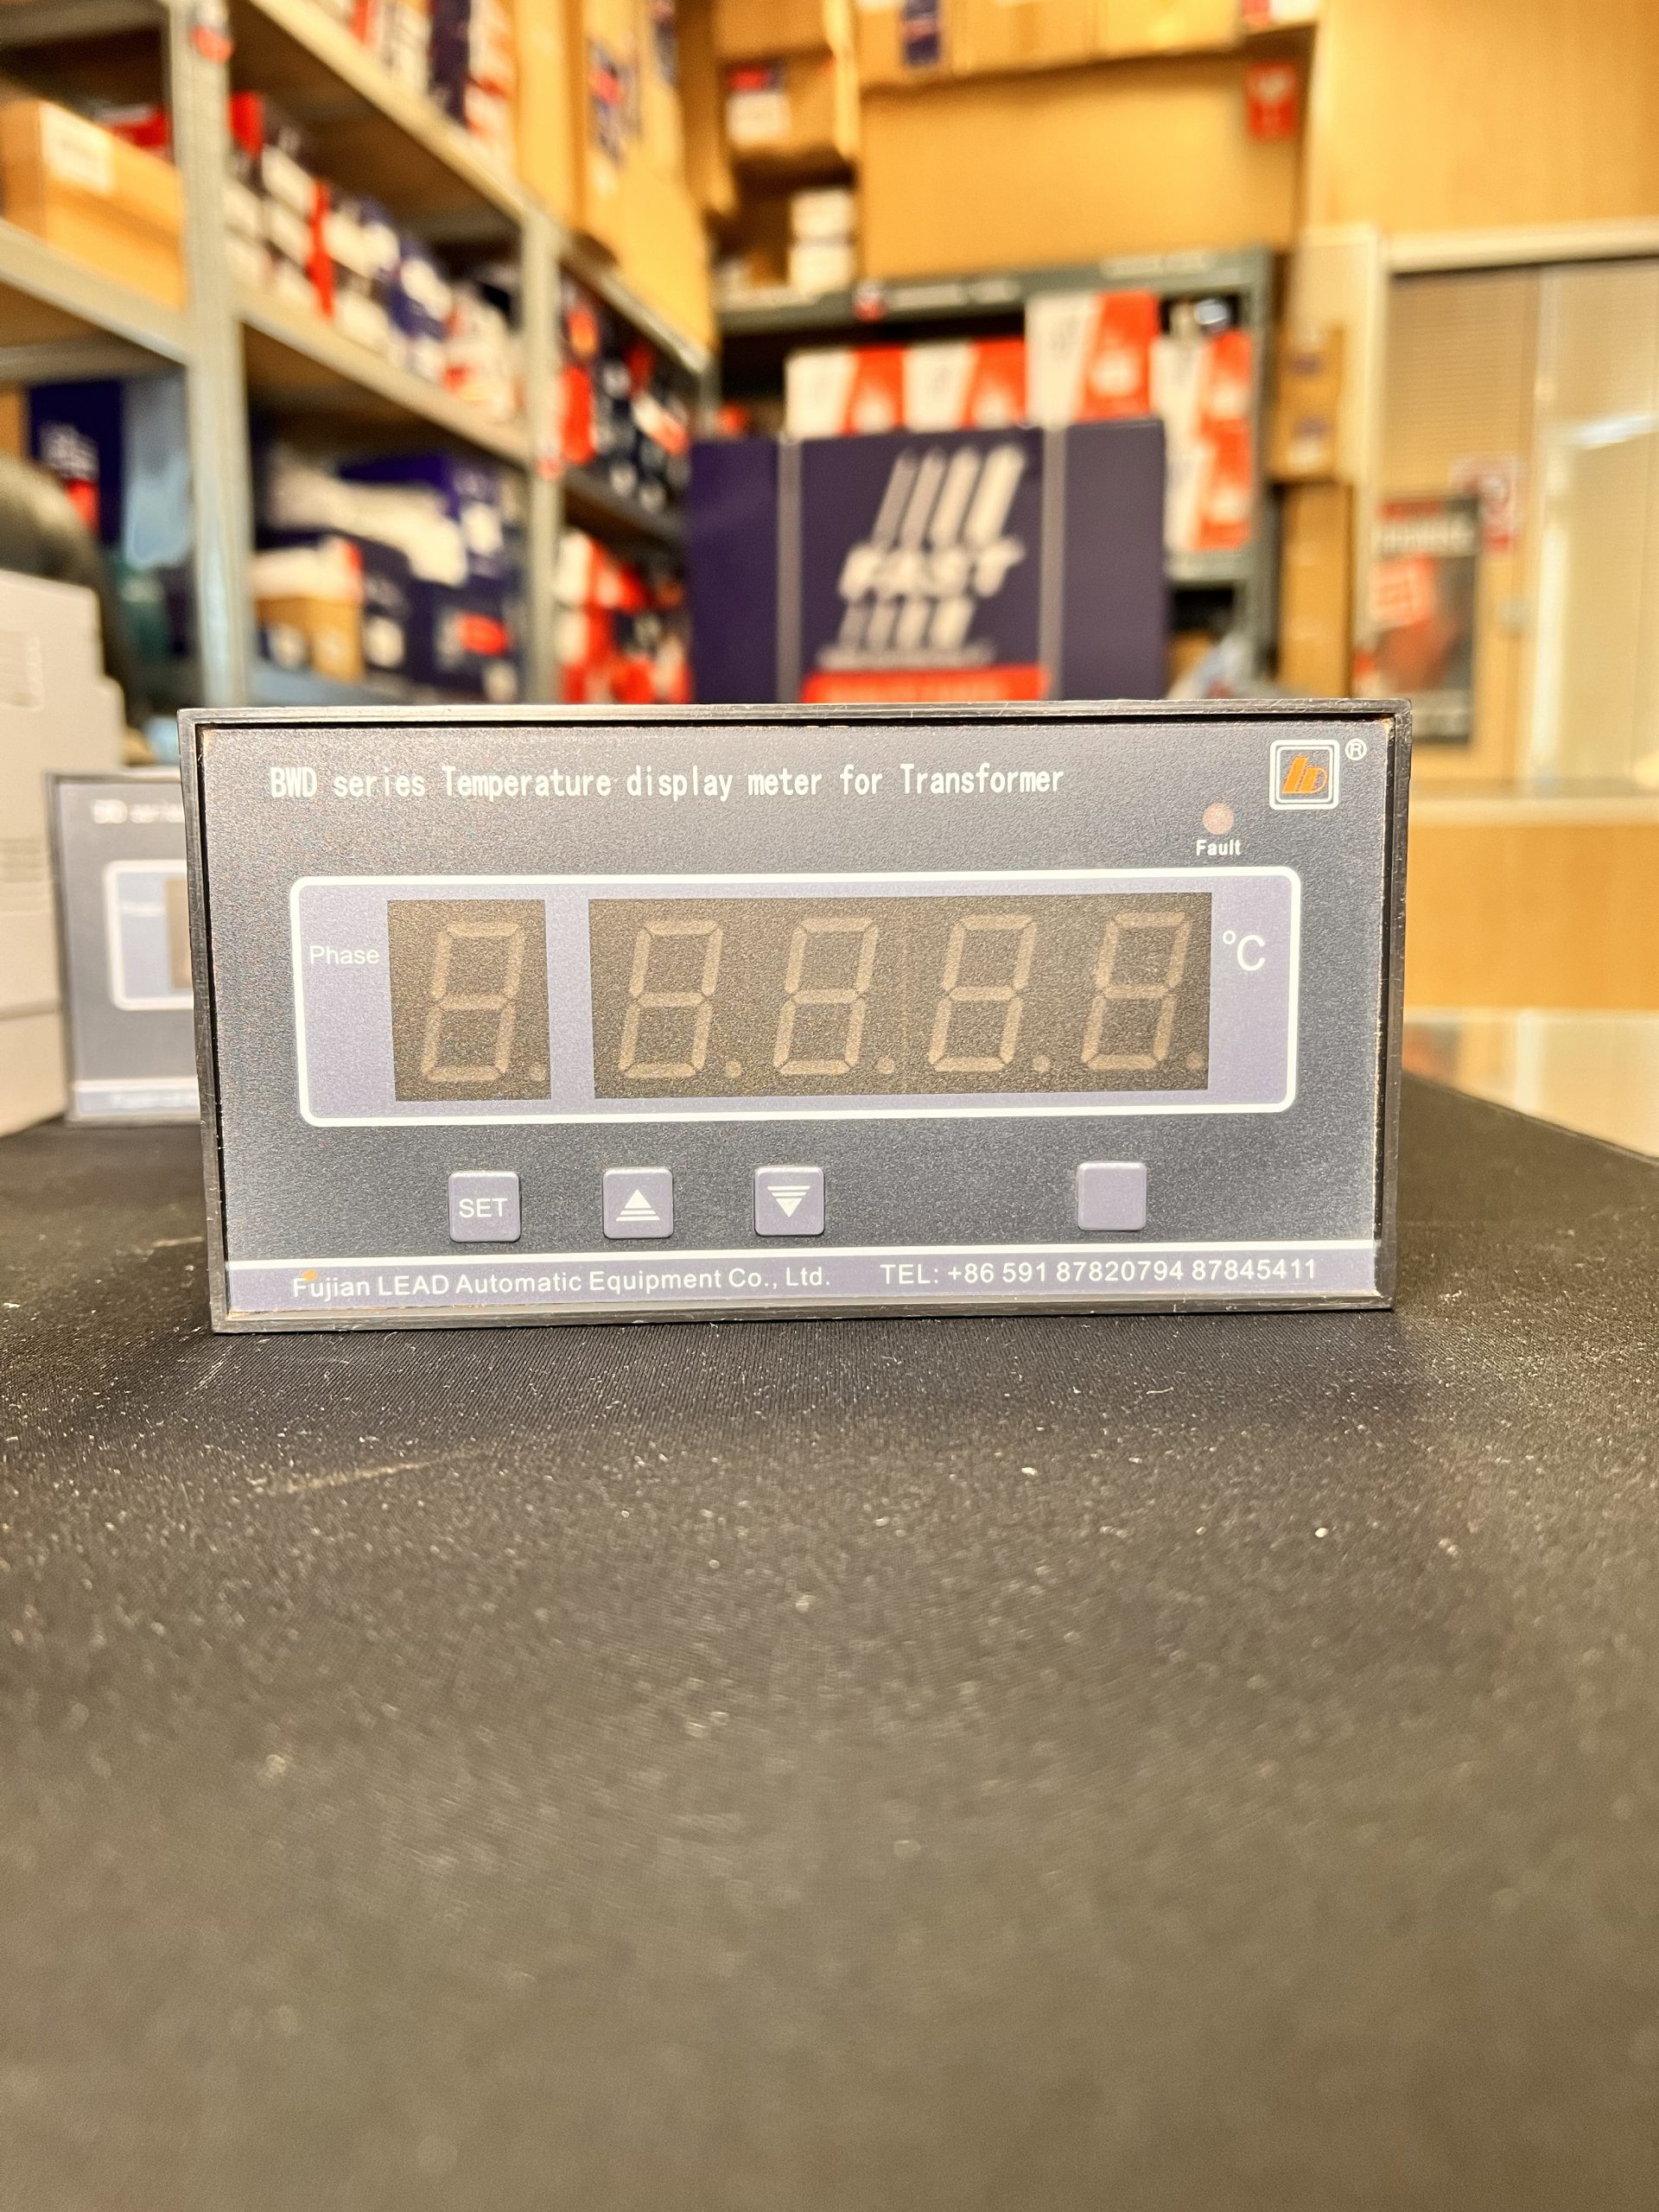 FAST
BWD series Temperature display meter for Transformer
®
Fault
Phase
°C
SET
Fujian LEAD Automatic Equipment Co., Ltd. TEL: +86 591 87820794 87845411